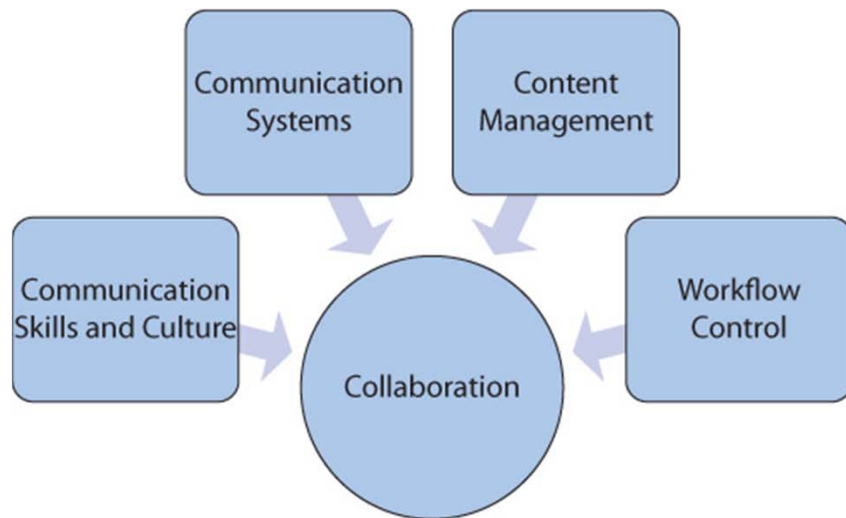 Communication
Systems
Content
Management
Communication
Skills and Culture
Workflow
Control
Collaboration